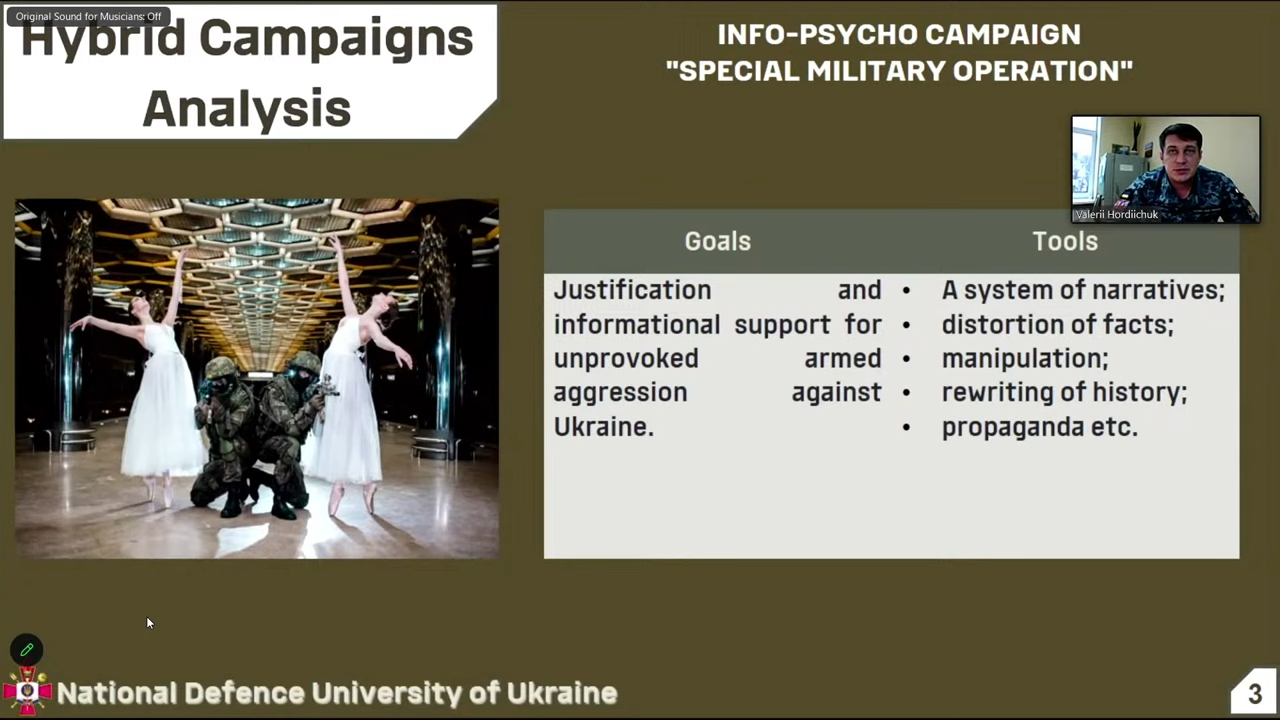 Original Sound for Musicians: Off
Hybrid Campaigns
Analysis
INFO-PSYCHO CAMPAIGN
"SPECIAL MILITARY OPERATION"
Valerii Hordiichuk
Goals
Tools
Justification and
informational support for
unprovoked armed
aggression against
Ukraine.
• A system of narratives;
• distortion of facts;
• manipulation;
• rewriting of history;
• propaganda etc.
National Defence University of Ukraine
3